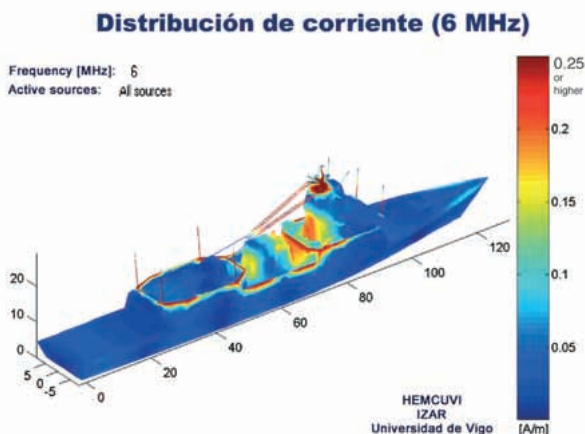 Distribución de corriente (6 MHz)
Frequency [MHz]: 6
Active sources: All sources
0.25
or
higher
0.2
0.15
0.1
0.05
[A/m]
20
10
0
5
0
-5
0
20
40
60
80
100
120
HEMCUVI
IZAR
Universidad de Vigo